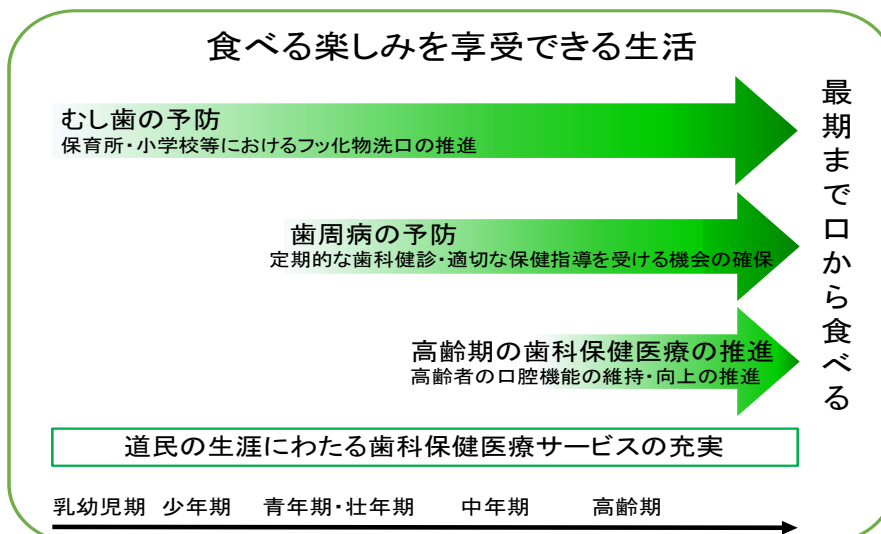 食べる楽しみを享受できる生活
むし歯の予防
保育所・小学校等におけるフッ化物洗口の推進
歯周病の予防
定期的な歯科健診・適切な保健指導を受ける機会の確保
高齢期の歯科保健医療の推進
高齢者の口腔機能の維持・向上の推進
最期まで口から食べる
道民の生涯にわたる歯科保健医療サービスの充実
乳幼児期 少年期 青年期・壮年期 中年期 高齢期